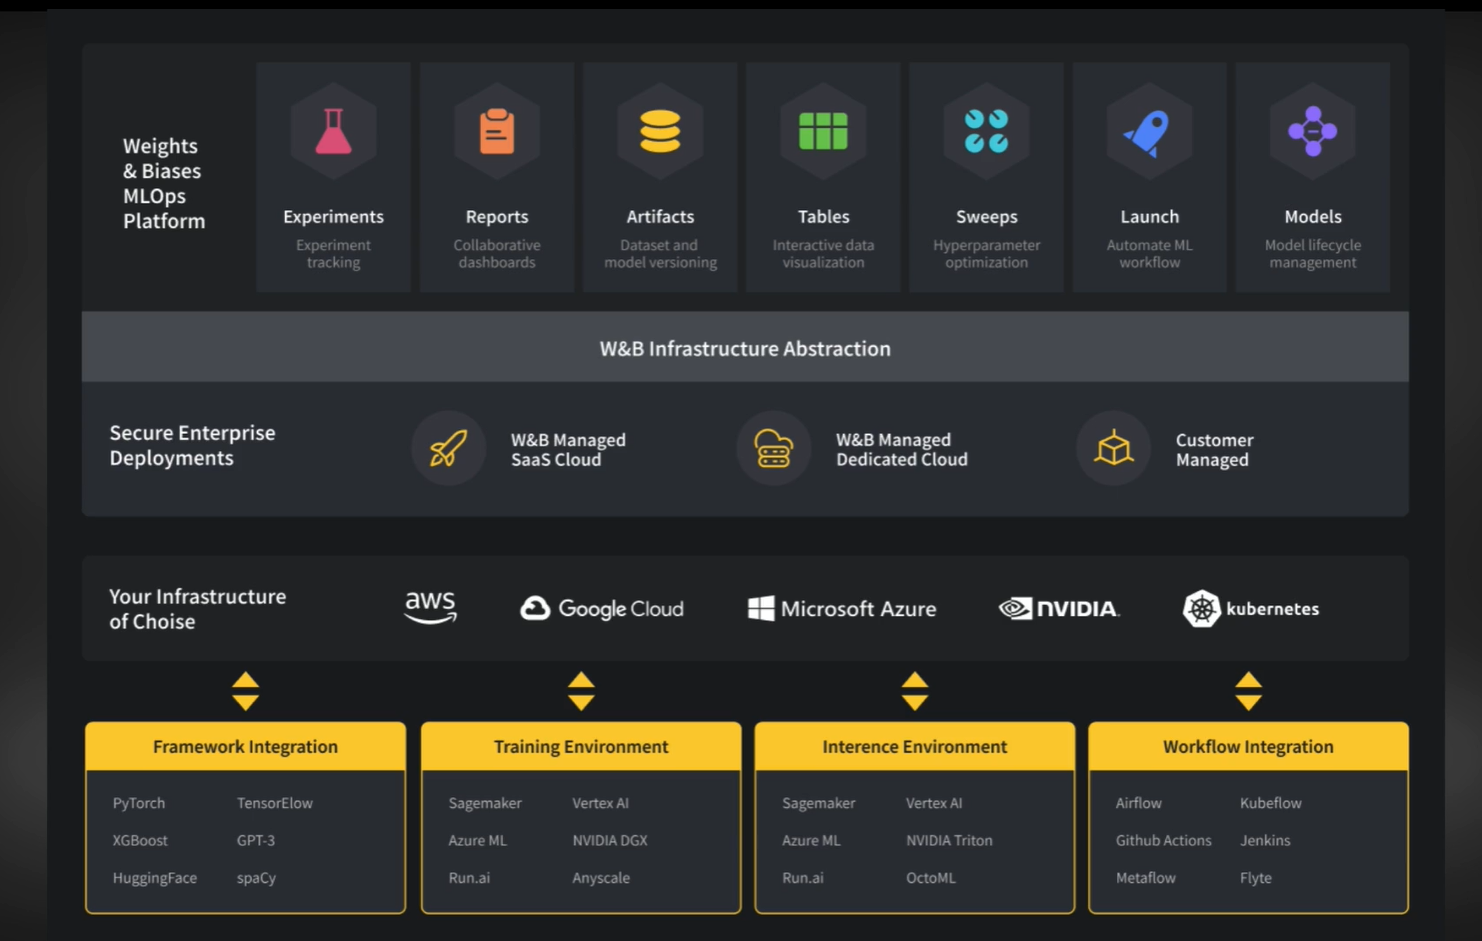 Weights
& Biases
MLOps
Platform
Experiments
Experiment
tracking
Reports
Collaborative
dashboards
Artifacts
Dataset and
model versioning
Tables
Interactive data
visualization
Sweeps
Hyperparameter
optimization
Launch
Automate ML
workflow
Models
Model lifecycle
management
W&B Infrastructure Abstraction
Secure Enterprise
Deployments
W&B Managed
SaaS Cloud
W&B Managed
Dedicated Cloud
Customer
Managed
Your Infrastructure
of Choise
aws
Google Cloud
Microsoft Azure
NVIDIA.
kubernetes
Framework Integration
PyTorch TensorElow
XGBoost GPT-3
HuggingFace spaCy
Training Environment
Sagemaker Vertex AI
Azure ML NVIDIA DGX
Run.ai Anyscale
Interence Environment
Sagemaker Vertex AI
Azure ML NVIDIA Triton
Run.ai OctoML
Workflow Integration
Airflow Kubeflow
Github Actions Jenkins
Metaflow Flyte